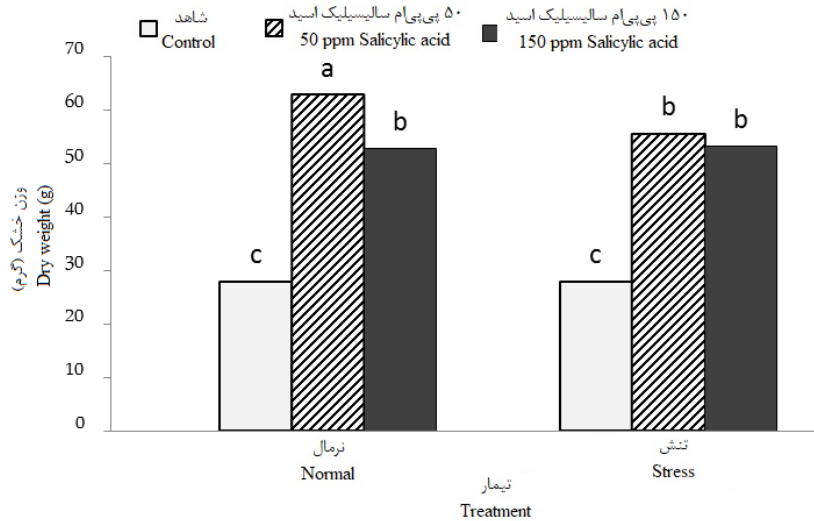 شاهد
Control
۵۰ پی‌پی‌ام سالیسیلیک اسید
50 ppm Salicylic acid
۱۵۰ پی‌پی‌ام سالیسیلیک اسید
150 ppm Salicylic acid
وزن خشک (گرم)
Dry weight (g)
70
60
50
40
30
20
10
0
c
a
b
c
b
b
نرمال
Normal
تنش
Stress
تیمار
Treatment